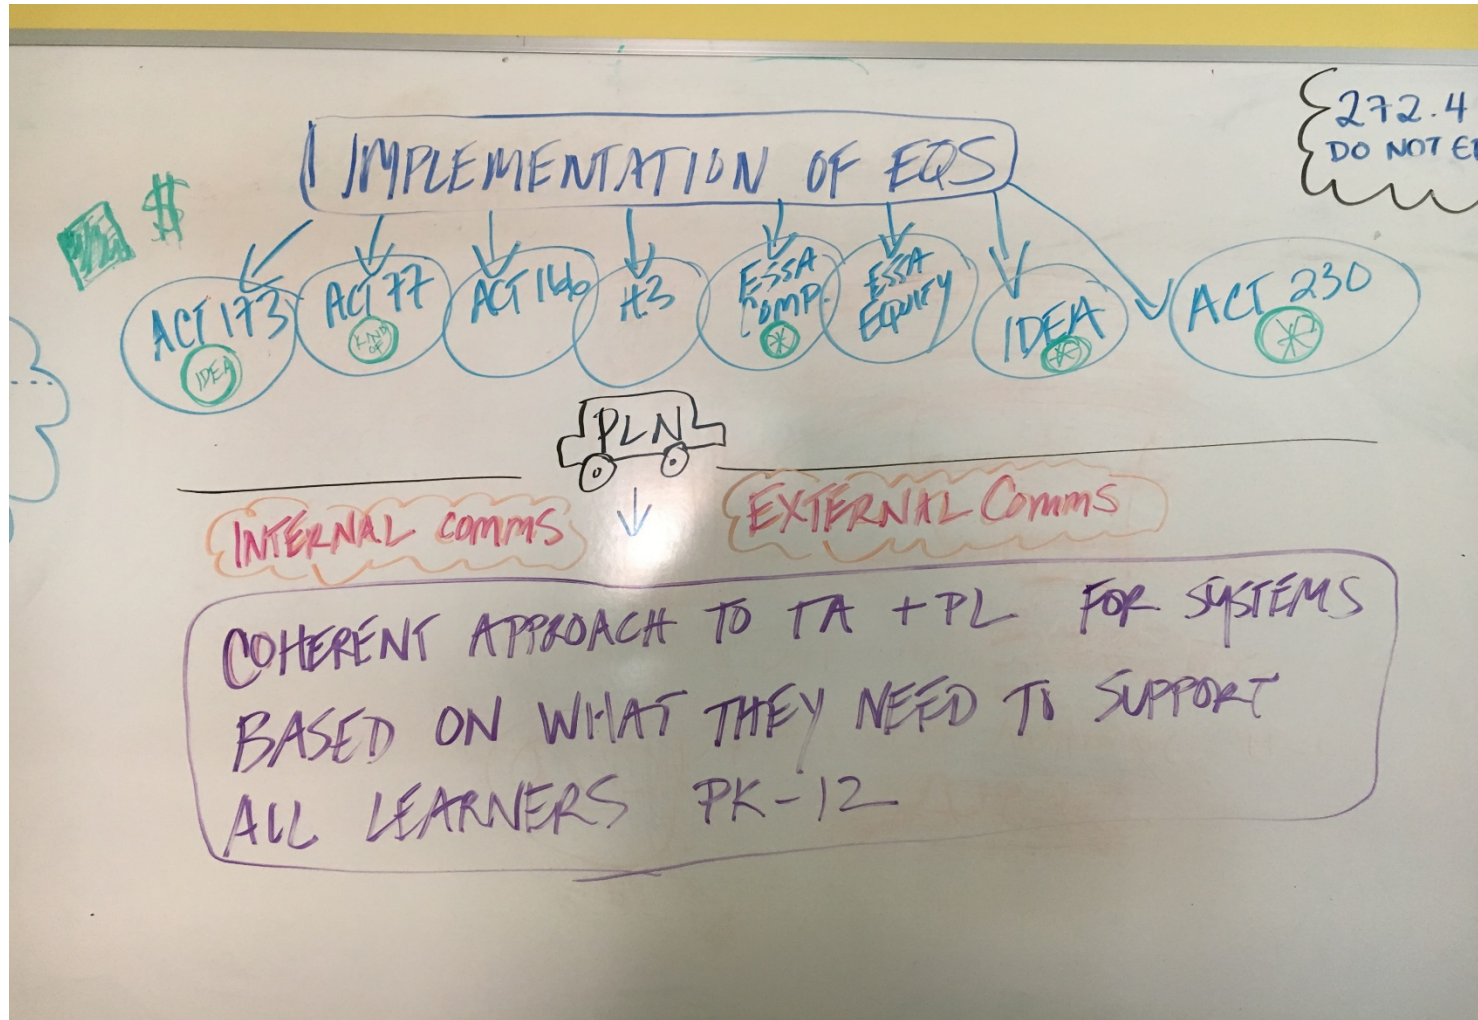 272.4
DO NOT
IMPLEMENTATION OF EQS
$
ACT 173
IDEA
ACT 77
KIND
OF
ACT 166
ESSA
COMP.
ESSA
EQUITY
IDEA
ACT 230
PLN
INTERNAL COMMS
EXTERNAL Comms
COHERENT APPROACH TO TA + PL FOR SYSTEMS
BASED ON WHAT THEY NEED TO SUPPORT
ALL LEARNERS PK-12